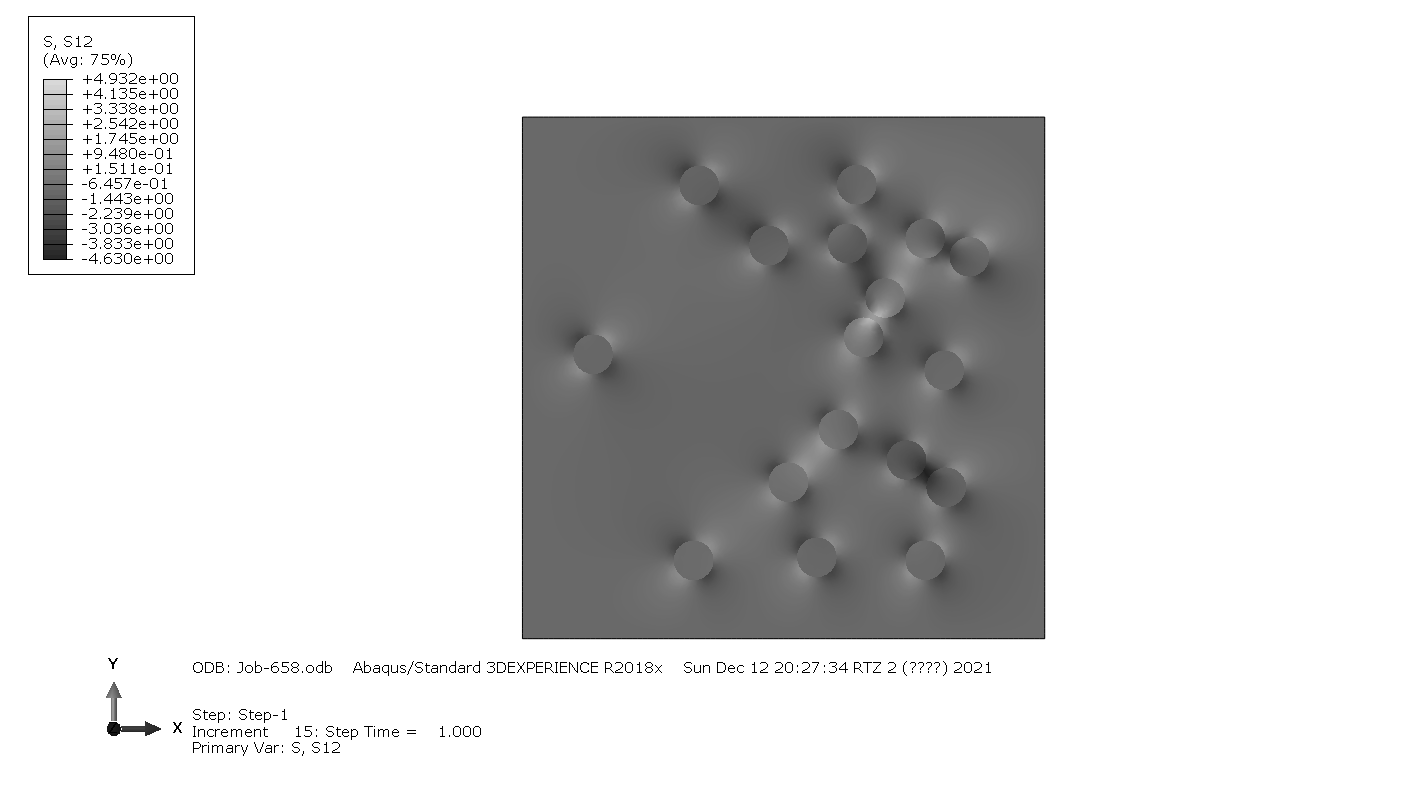 S, S12
(Avg: 75%)
+4.932e+00
+4.135e+00
+3.338e+00
+2.542e+00
+1.745e+00
+9.480e-01
+1.511e-01
-6.457e-01
-1.443e+00
-2.239e+00
-3.036e+00
-3.833e+00
-4.630e+00
Y
X
ODB: Job-658.odb    Abaqus/Standard 3DEXPERIENCE R2018x    Sun Dec 12 20:27:34 RTZ 2 (????) 2021
Step: Step-1
Increment    15: Step Time =    1.000
Primary Var: S, S12